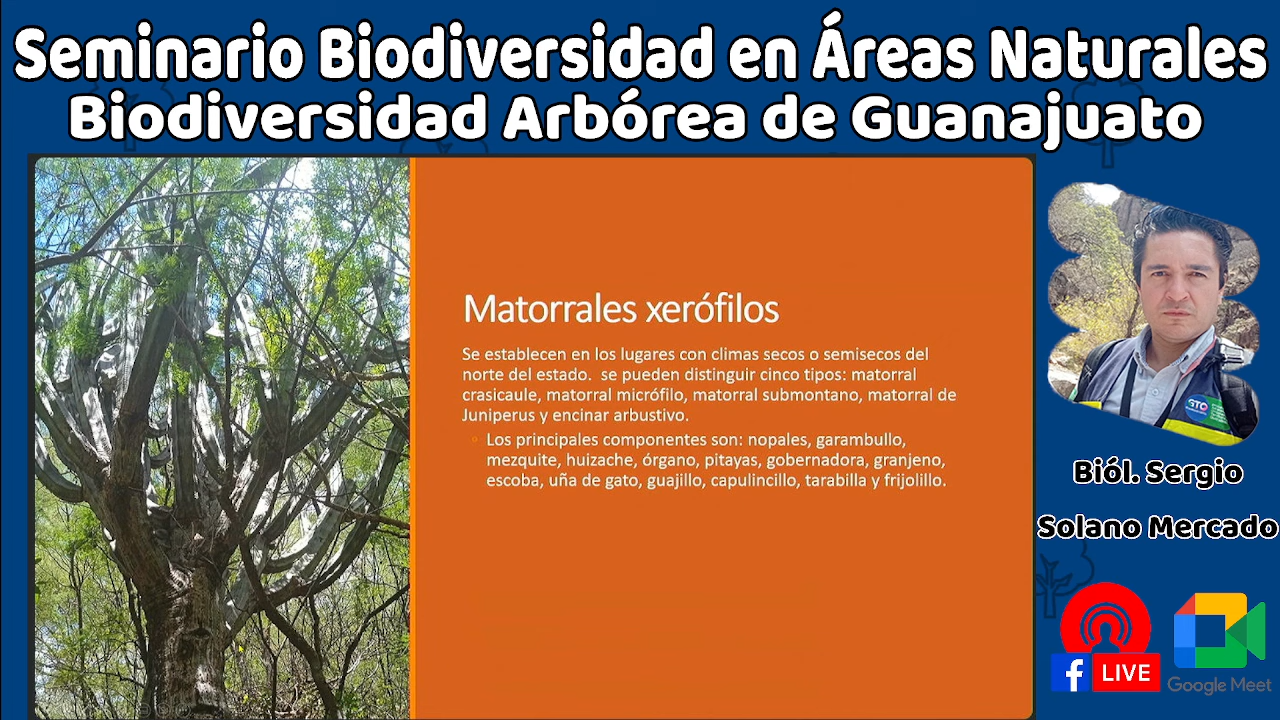 Seminario Biodiversidad en Áreas Naturales
Biodiversidad Arbórea de Guanajuato
Matorrales xerófilos
Se establecen en los lugares con climas secos o semisecos del
norte del estado. se pueden distinguir cinco tipos: matorral
crasicaule, matorral micrófilo, matorral submontano, matorral de
Juniperus y encinar arbustivo.
Los principales componentes son: nopales, garambullo,
mezquite, huizache, órgano, pitayas, gobernadora, granjeno,
escoba, uña de gato, guajillo, capulincillo, tarabilla y frijolillo.
GTO
Biól. Sergio
Solano Mercado
f LIVE
Google Meet